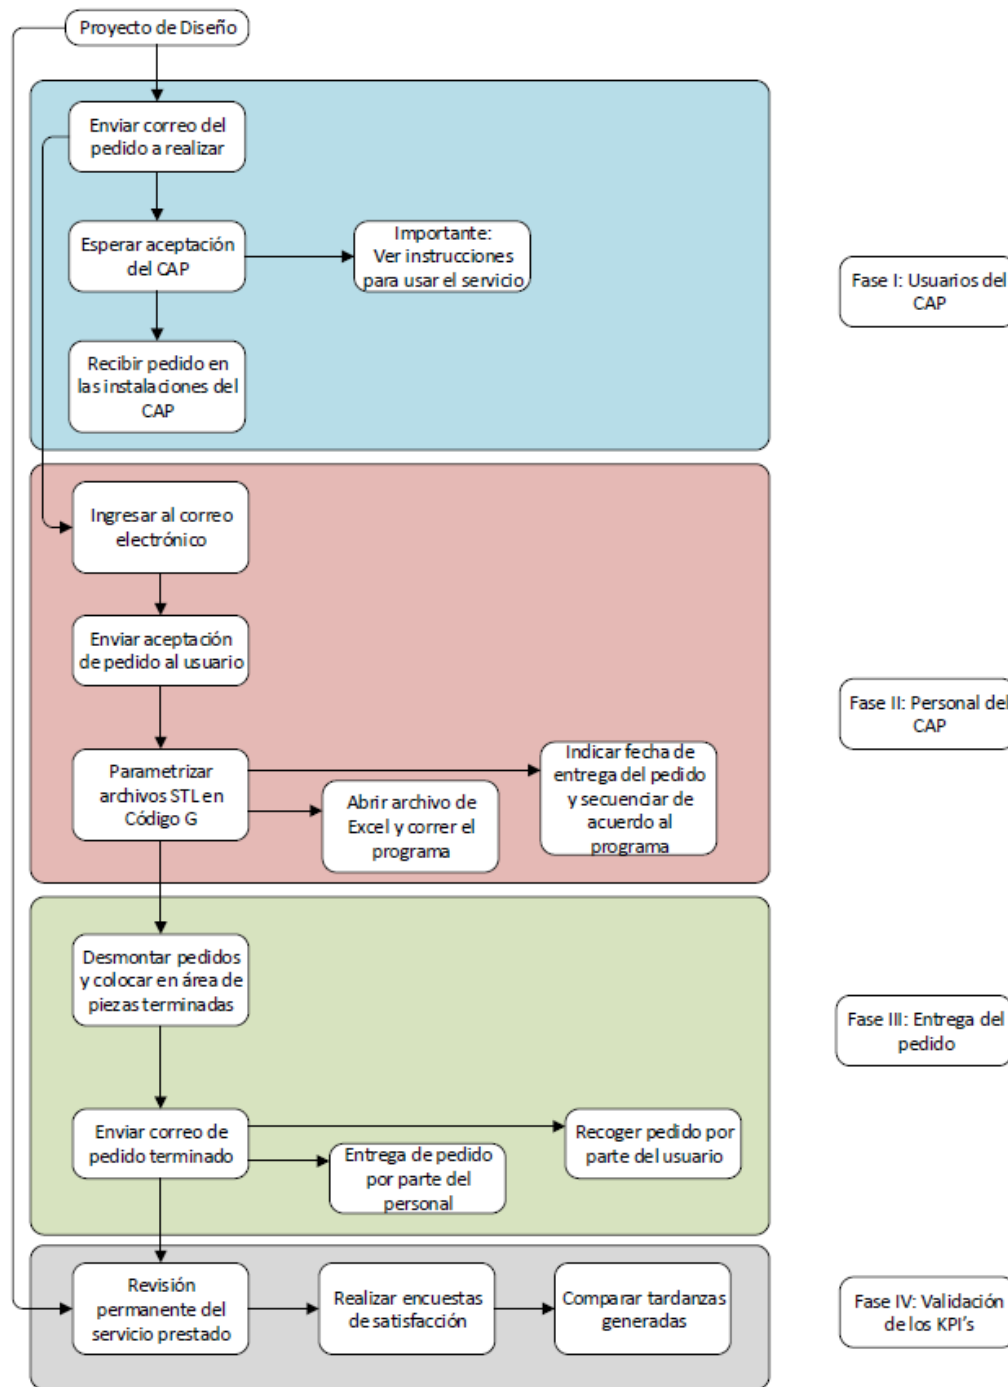 Proyecto de Diseño
Enviar correo del
pedido a realizar
Esperar aceptación
del CAP
Importante:
Ver instrucciones
para usar el servicio
Recibir pedido en
las instalaciones del
CAP
Fase I: Usuarios del
CAP
Ingresar al correo
electrónico
Enviar aceptación
de pedido al usuario
Parametrizar
archivos STL en
Código G
Abrir archivo de
Excel y correr el
programa
Indicar fecha de
entrega del pedido
y secuenciar de
acuerdo al
programa
Fase II: Personal del
CAP
Desmontar pedidos
y colocar en área de
piezas terminadas
Enviar correo de
pedido terminado
Entrega de pedido
por parte del
personal
Recoger pedido por
parte del usuario
Fase III: Entrega del
pedido
Revisión
permanente del
servicio prestado
Realizar encuestas
de satisfacción
Comparar tardanzas
generadas
Fase IV: Validación
de los KPI's